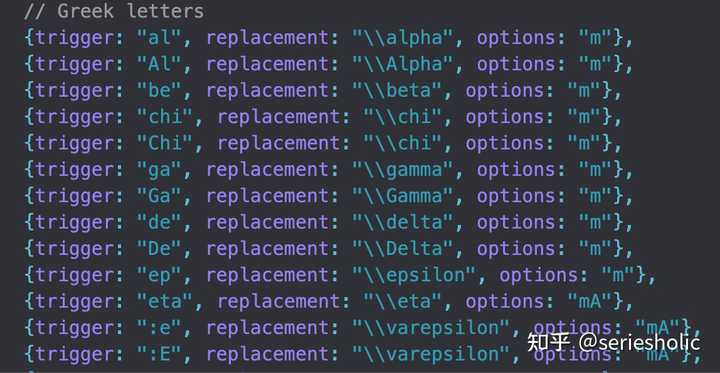 // Greek letters
{trigger: "al", replacement: "\\alpha", options: "m"},
{trigger: "Al", replacement: "\\Alpha", options: "m"},
{trigger: "be", replacement: "\\beta", options: "m"},
{trigger: "chi", replacement: "\\chi", options: "m"},
{trigger: "Chi", replacement: "\\chi", options: "m"},
{trigger: "ga", replacement: "\\gamma", options: "m"},
{trigger: "Ga", replacement: "\\Gamma", options: "m"},
{trigger: "de", replacement: "\\delta", options: "m"},
{trigger: "De", replacement: "\\Delta", options: "m"},
{trigger: "ep", replacement: "\\epsilon", options: "m"},
{trigger: "eta", replacement: "\\eta", options: "mA"},
{trigger: ":e", replacement: "\\varepsilon", options: "mA"},
{trigger: ":E", replacement: "\\varepsilon", options: "mA"},
知乎 @seriesholic